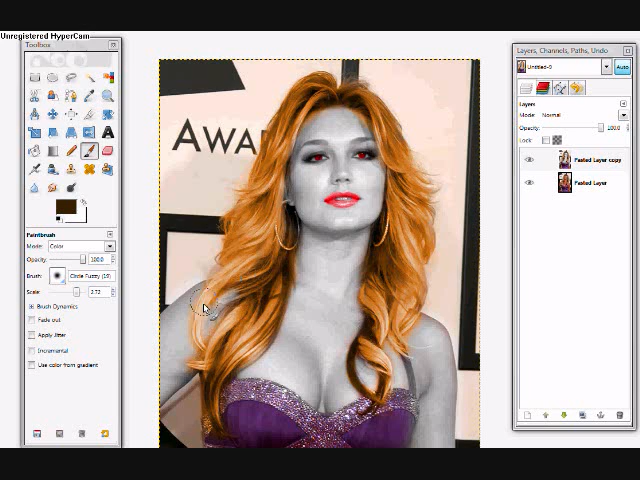 Unregistered HyperCam
Toolbox
Layers, Channels, Paths, Undo
Untitled-0
Auto
Layers
Mode: Normal
Opacity: 100.0
Lock:
Pasted Layer copy
Pasted Layer
AWA
Paintbrush
Mode: Color
Opacity: 100.0
Brush: Circle Fuzzy (19)
Scale: 3.72
Brush Dynamics
Fade out
Apply Jitter
Incremental
Use color from gradient